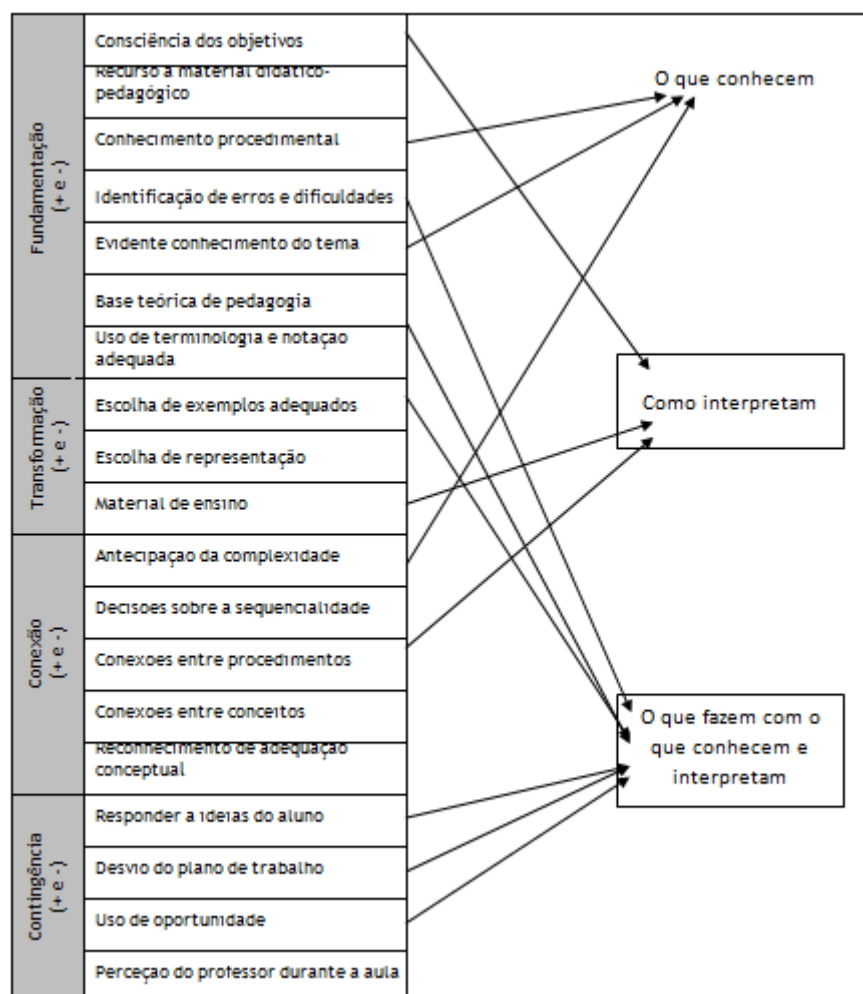 Fundamentação
(+ e -)
Consciência dos objetivos
Recurso a material didático-
pedagógico
Conhecimento procedimental
Identificação de erros e dificuldades
Evidente conhecimento do tema
Base teórica de pedagogia
Uso de terminologia e notação
adequada
Transformação
(+ e -)
Escolha de exemplos adequados
Escolha de representação
Material de ensino
Conexão
(+ e -)
Antecipação da complexidade
Decisões sobre a sequencialidade
Conexões entre procedimentos
Conexões entre conceitos
Reconhecimento de adequação
conceptual
Contingência
(+ e -)
Responder a ideias do aluno
Desvio do plano de trabalho
Uso de oportunidade
Perceção do professor durante a aula
O que conhecem
Como interpretam
O que fazem com o
que conhecem e
interpretam